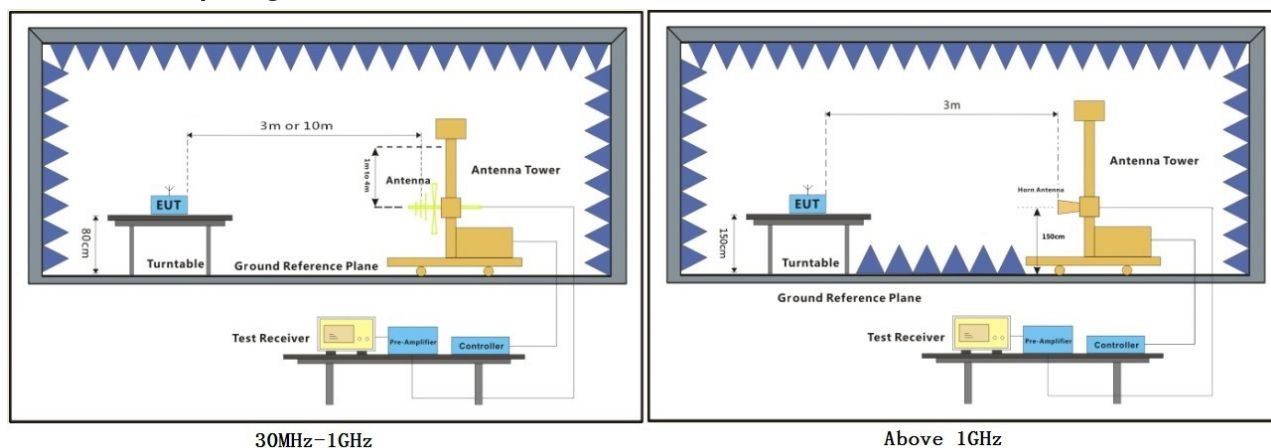 3m or 10m
1m to 4m
Antenna
Antenna Tower
EUT
80cm
Turntable
Ground Reference Plane
Test Receiver
Pre-Amplifier
Controller
30MHz-1GHz
3m
Antenna Tower
Horn Antenna
EUT
150cm
150cm
Turntable
Ground Reference Plane
Test Receiver
Pre-Amplifier
Controller
Above 1GHz